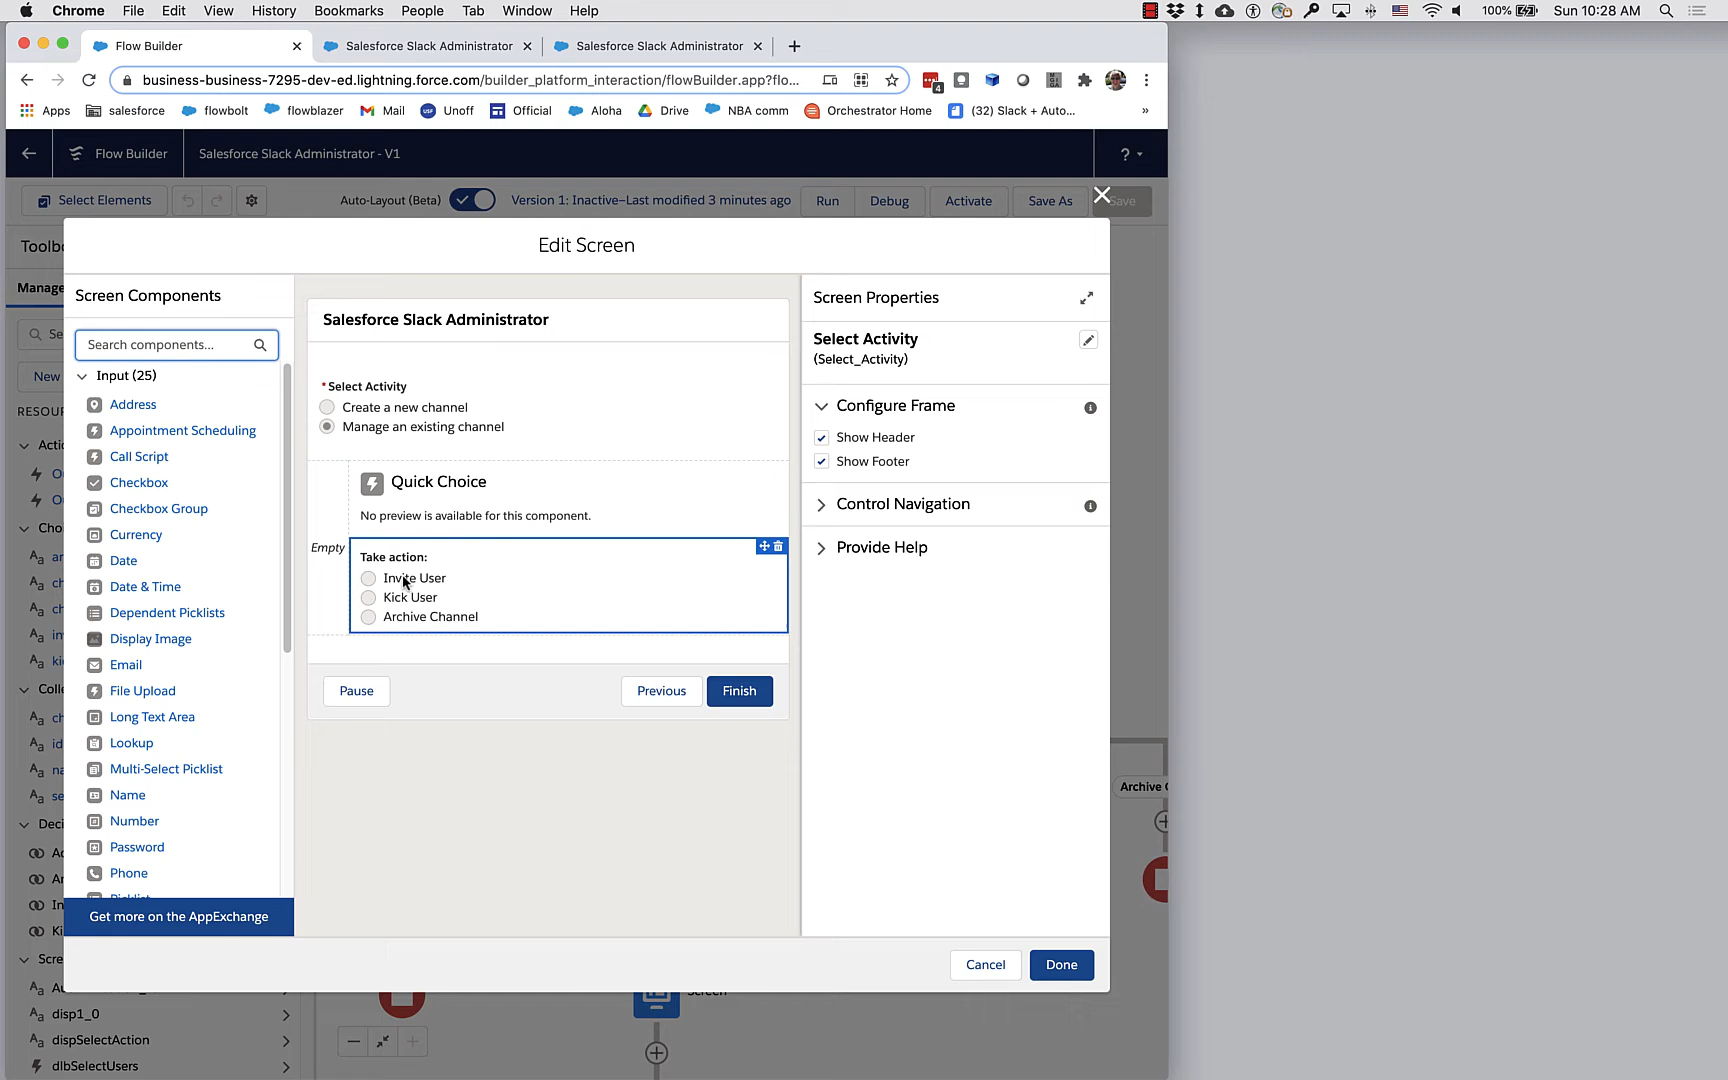 Chrome File Edit View History Bookmarks People Tab Window Help 100% Sun 10:28 AM
Flow Builder Salesforce Slack Administrator Salesforce Slack Administrator
business-business-7295-dev-ed.lightning.force.com/builder_platform_interaction/flowBuilder.app?flo... 4
Apps salesforce flowbolt flowblazer Mail Unoff Official Aloha Drive NBA comm Orchestrator Home (32) Slack + Auto... »
Flow Builder Salesforce Slack Administrator - V1 ?
Select Elements Auto-Layout (Beta) Version 1: Inactive–Last modified 3 minutes ago Run Debug Activate Save As Save
Edit Screen
Screen Components
Search components...
Input (25)
Address
Appointment Scheduling
Call Script
Checkbox
Checkbox Group
Currency
Date
Date & Time
Dependent Picklists
Display Image
Email
File Upload
Long Text Area
Lookup
Multi-Select Picklist
Name
Number
Password
Phone
Picklist
Get more on the AppExchange
Salesforce Slack Administrator
* Select Activity
Create a new channel
Manage an existing channel
Quick Choice
No preview is available for this component.
Empty
Take action:
Invite User
Kick User
Archive Channel
Pause Previous Finish
Screen Properties
Select Activity
(Select_Activity)
Configure Frame
Show Header
Show Footer
Control Navigation
Provide Help
Cancel Done
New
disp1_0
dispSelectAction
dlbSelectUsers
Screen